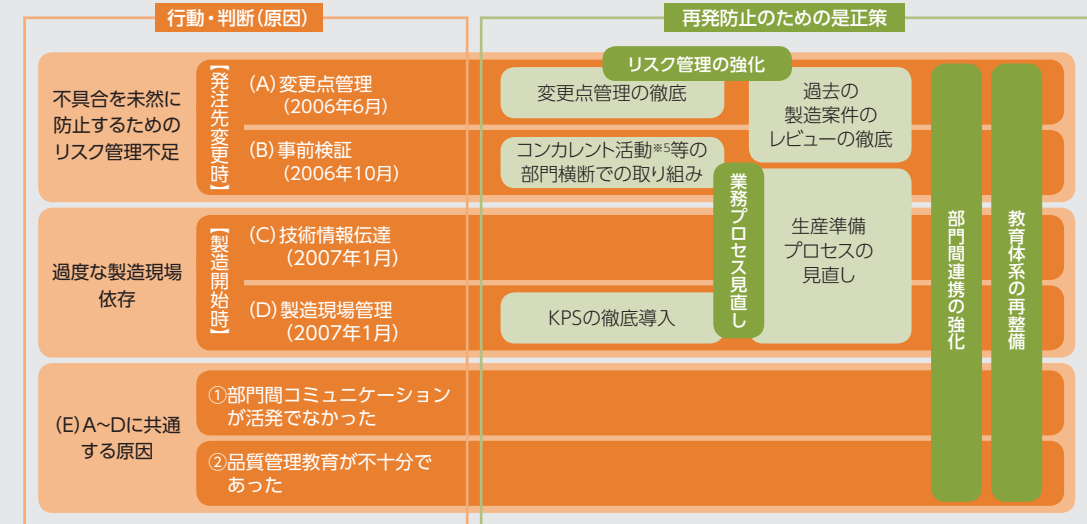 行動・判断(原因)
再発防止のための是正策
不具合を未然に
防止するための
リスク管理不足
【発注先変更時】
(A)変更点管理
(2006年6月)
(B)事前検証
(2006年10月)
リスク管理の強化
変更点管理の徹底
過去の
製造案件の
レビューの徹底
コンカレント活動※5等の
部門横断での取り組み
業務プロセス見直し
過度な製造現場
依存
【製造開始時】
(C)技術情報伝達
(2007年1月)
(D)製造現場管理
(2007年1月)
生産準備
プロセスの
見直し
KPSの徹底導入
部門間連携の強化
教育体系の再整備
(E)A~Dに共通
する原因
①部門間コミュニケーション
が活発でなかった
②品質管理教育が不十分で
あった